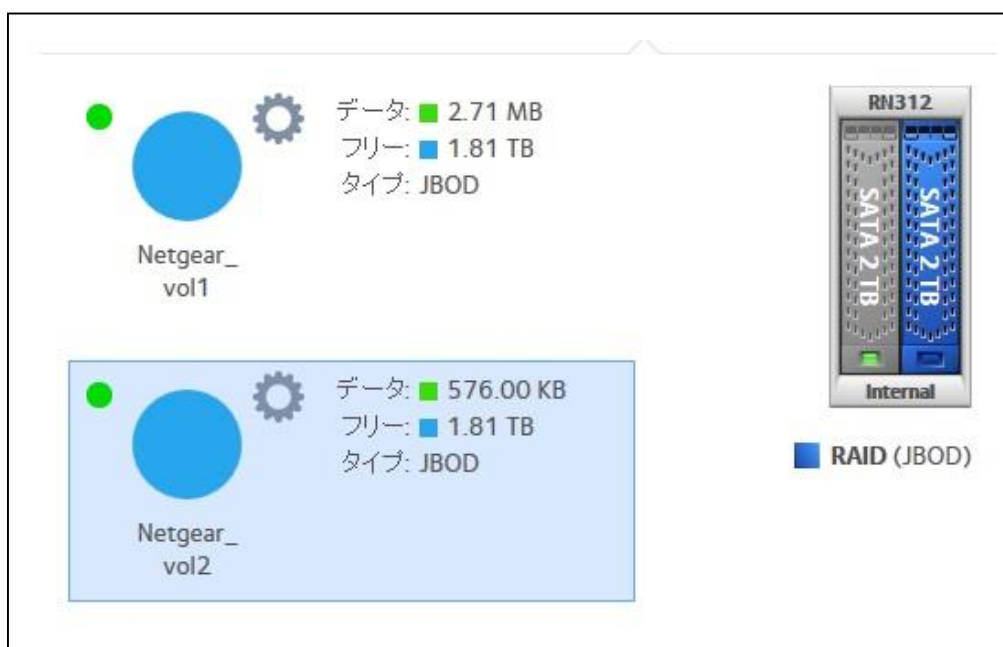 データ: 2.71 MB
フリー: 1.81 TB
タイプ: JBOD
Netgear_
vol1
データ: 576.00 KB
フリー: 1.81 TB
タイプ: JBOD
Netgear_
vol2
RN312
SATA 2 TB
SATA 2 TB
Internal
RAID (JBOD)